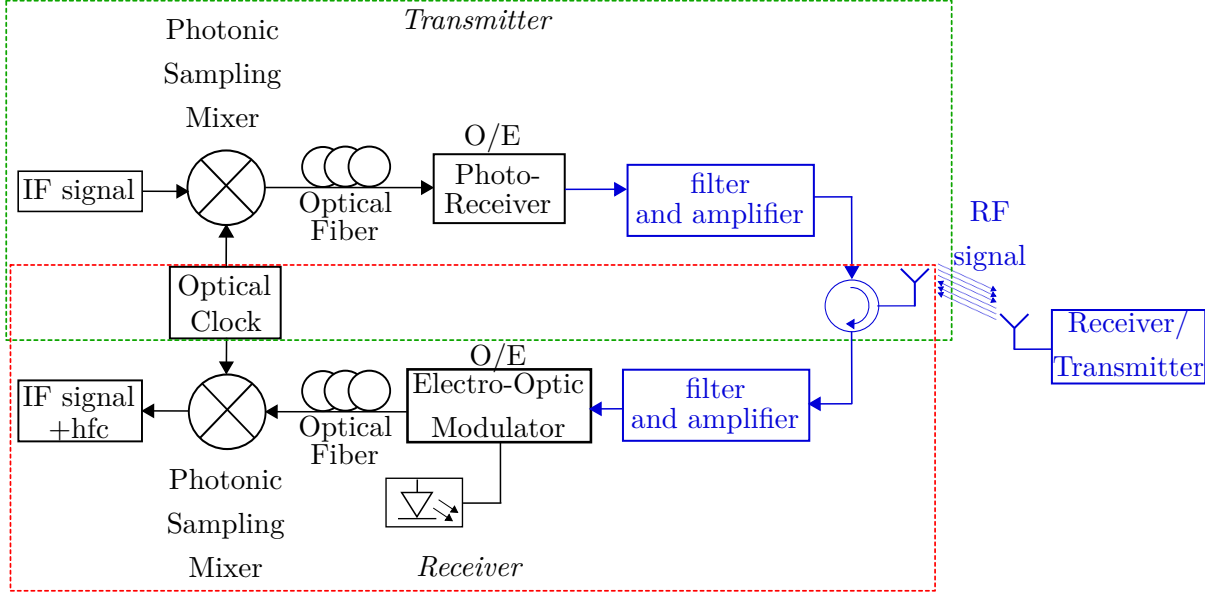 Transmitter
Photonic
Sampling
Mixer
IF signal
Optical
Fiber
O/E
Photo-
Receiver
filter
and amplifier
RF
signal
Optical
Clock
Receiver/
Transmitter
IF signal
+hfc
Optical
Fiber
O/E
Electro-Optic
Modulator
filter
and amplifier
Photonic
Sampling
Mixer
Receiver